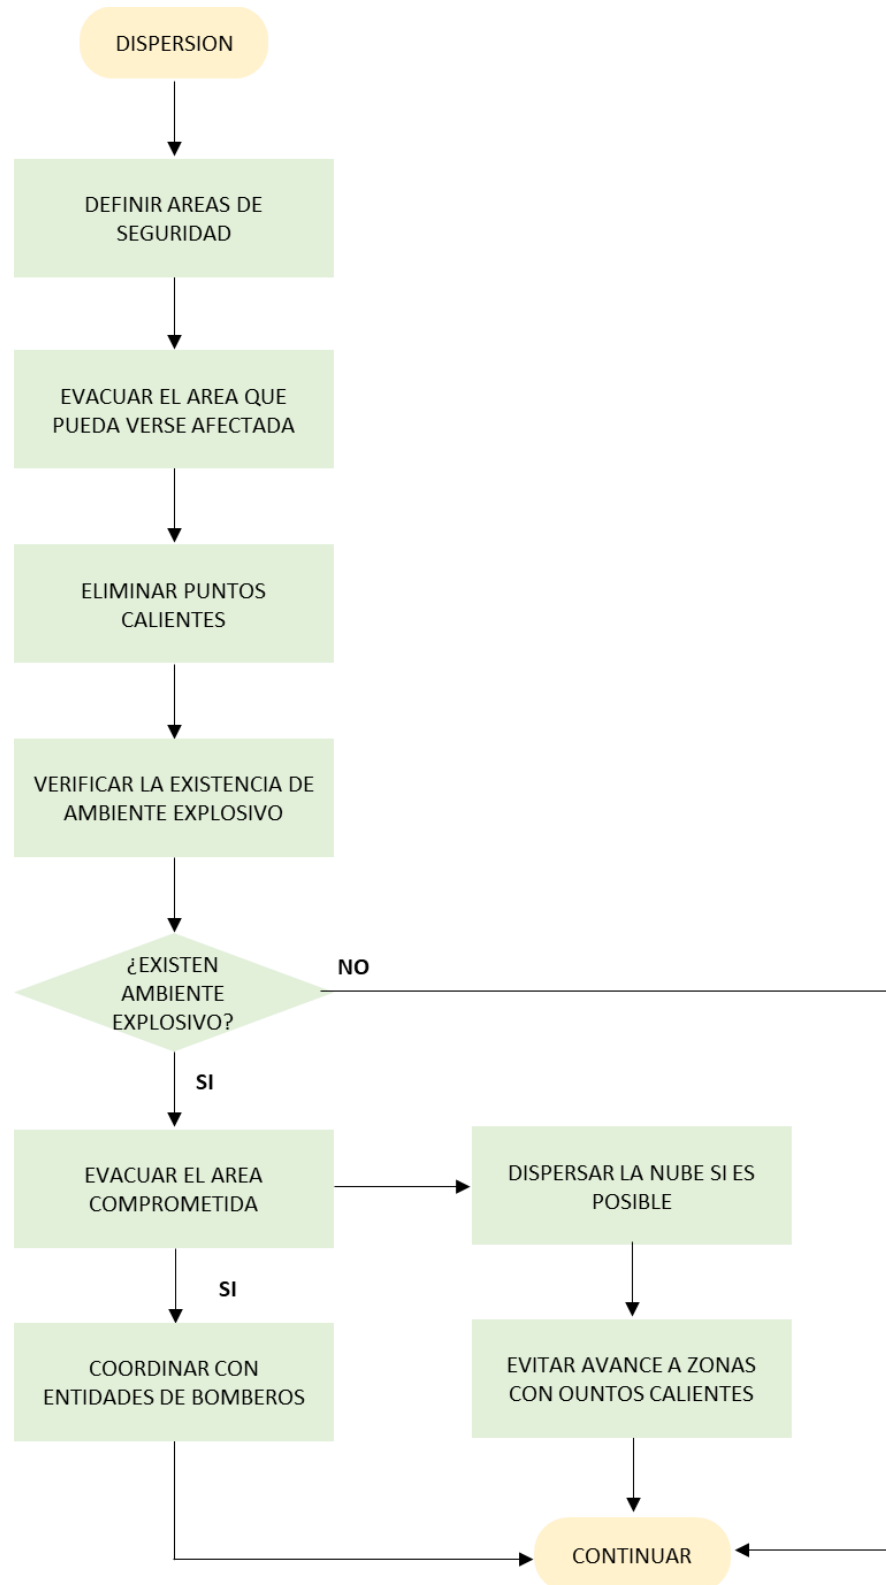 DISPERSION
DEFINIR AREAS DE
SEGURIDAD
EVACUAR EL AREA QUE
PUEDA VERSE AFECTADA
ELIMINAR PUNTOS
CALIENTES
VERIFICAR LA EXISTENCIA DE
AMBIENTE EXPLOSIVO
¿EXISTEN
AMBIENTE
EXPLOSIVO?
NO
SI
EVACUAR EL AREA
COMPROMETIDA
DISPERSAR LA NUBE SI ES
POSIBLE
SI
COORDINAR CON
ENTIDADES DE BOMBEROS
EVITAR AVANCE A ZONAS
CON OUNTOS CALIENTES
CONTINUAR